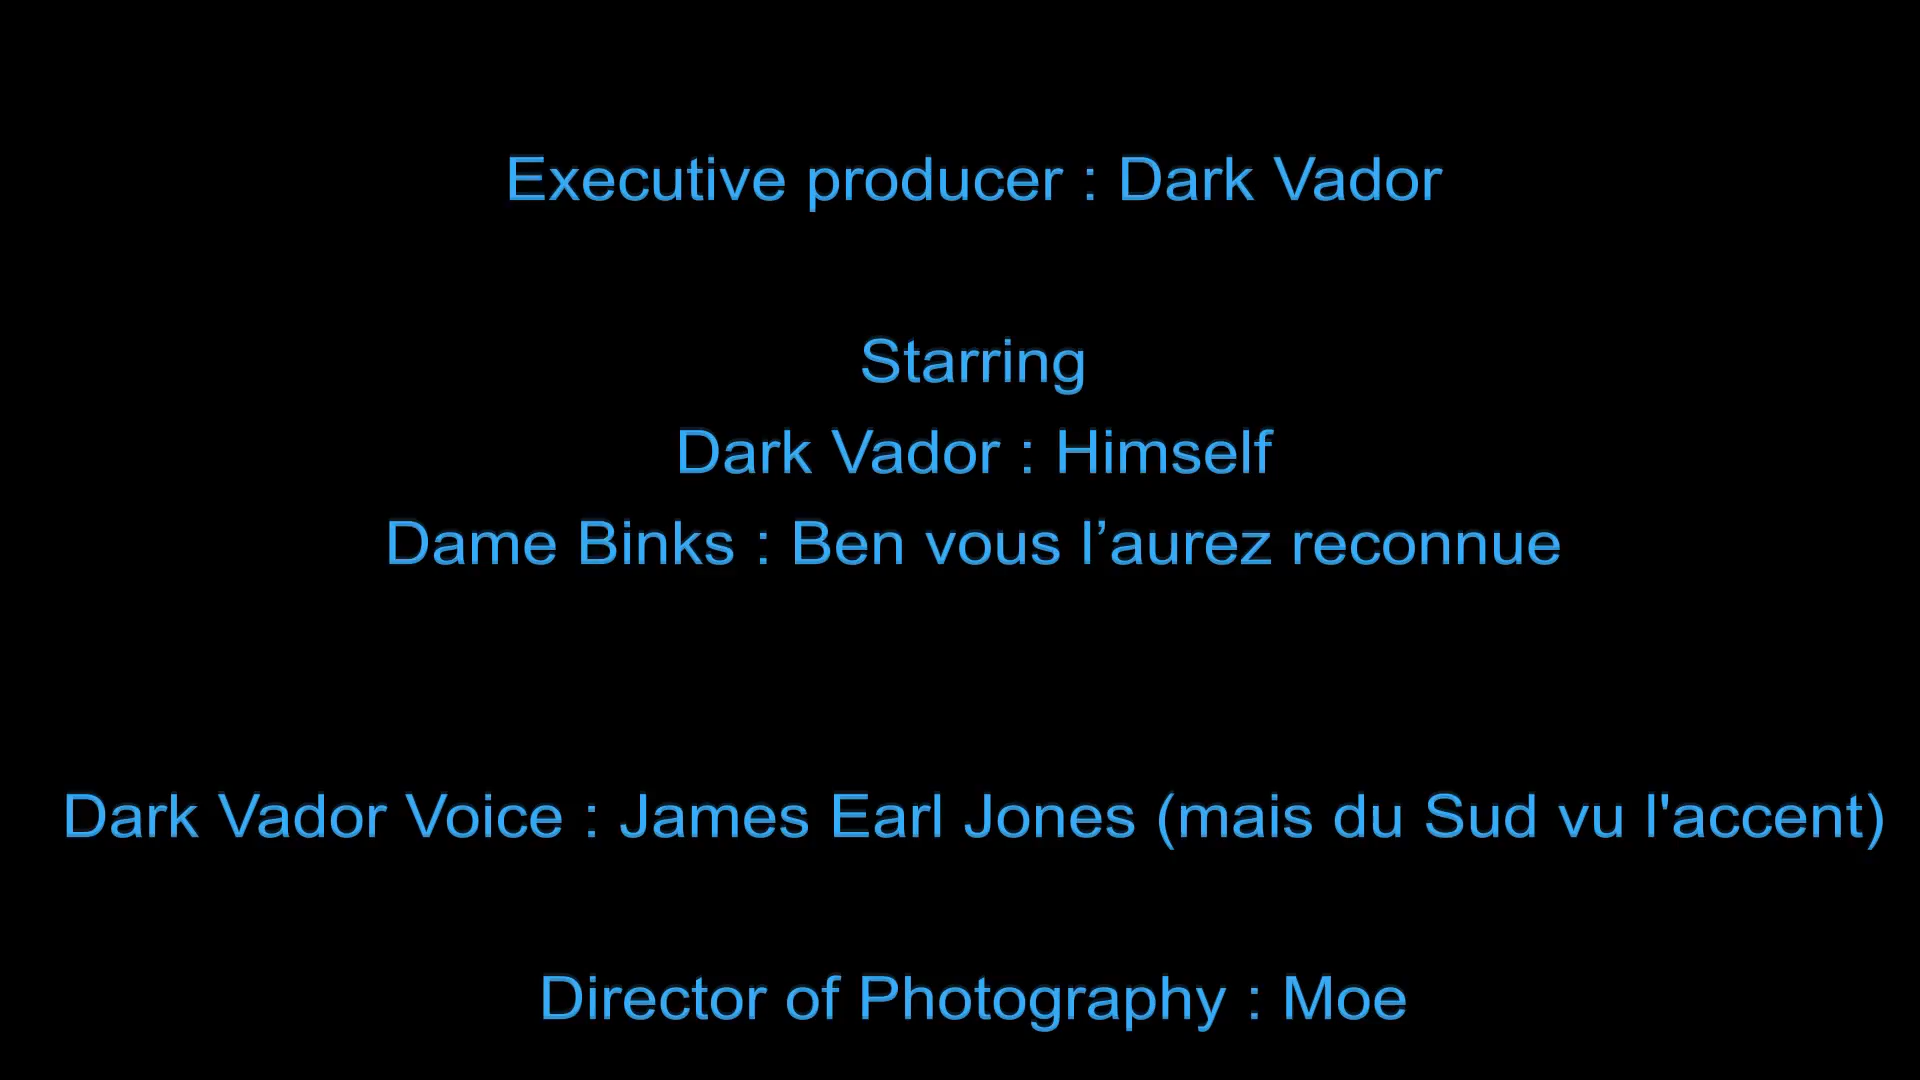 Executive producer : Dark Vador
Starring
Dark Vador : Himself
Dame Binks : Ben vous l’aurez reconnue
Dark Vador Voice : James Earl Jones (mais du Sud vu l'accent)
Director of Photography : Moe